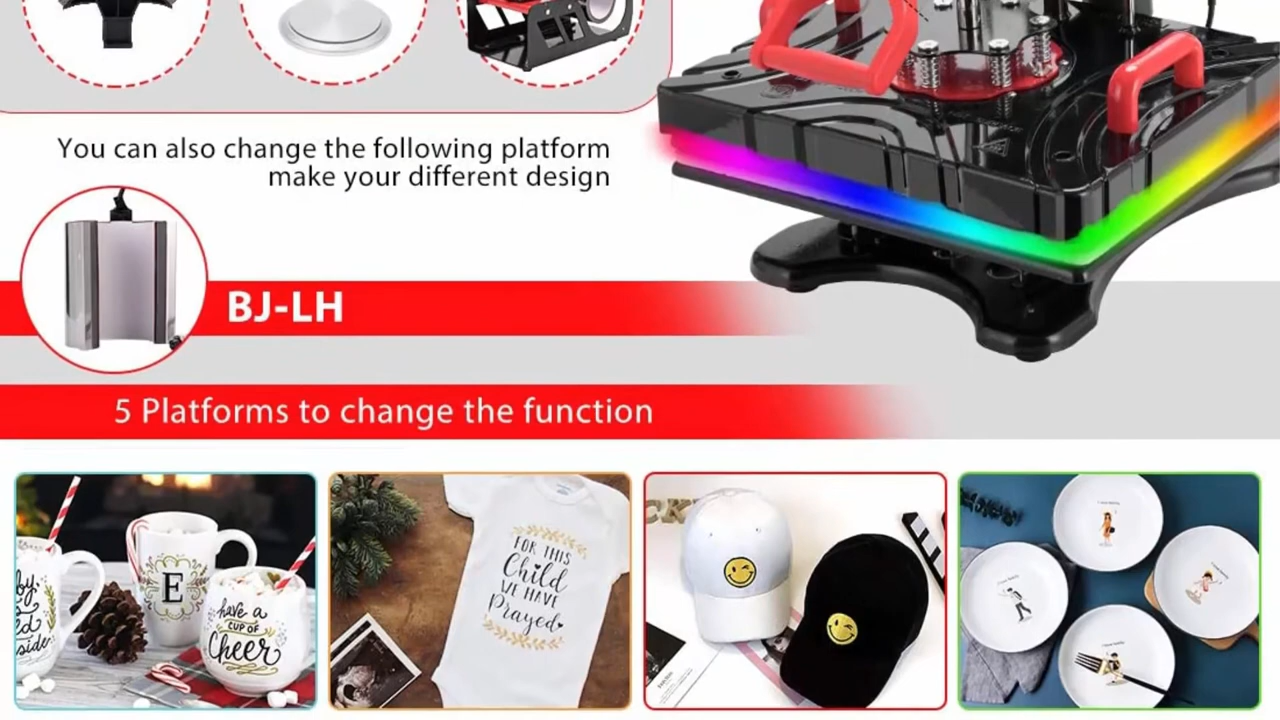 You can also change the following platform
make your different design
BJ-LH
5 Platforms to change the function
E
have a
CUP OF
Cheer
FOR THIS
Child
WE HAVE
Prayed